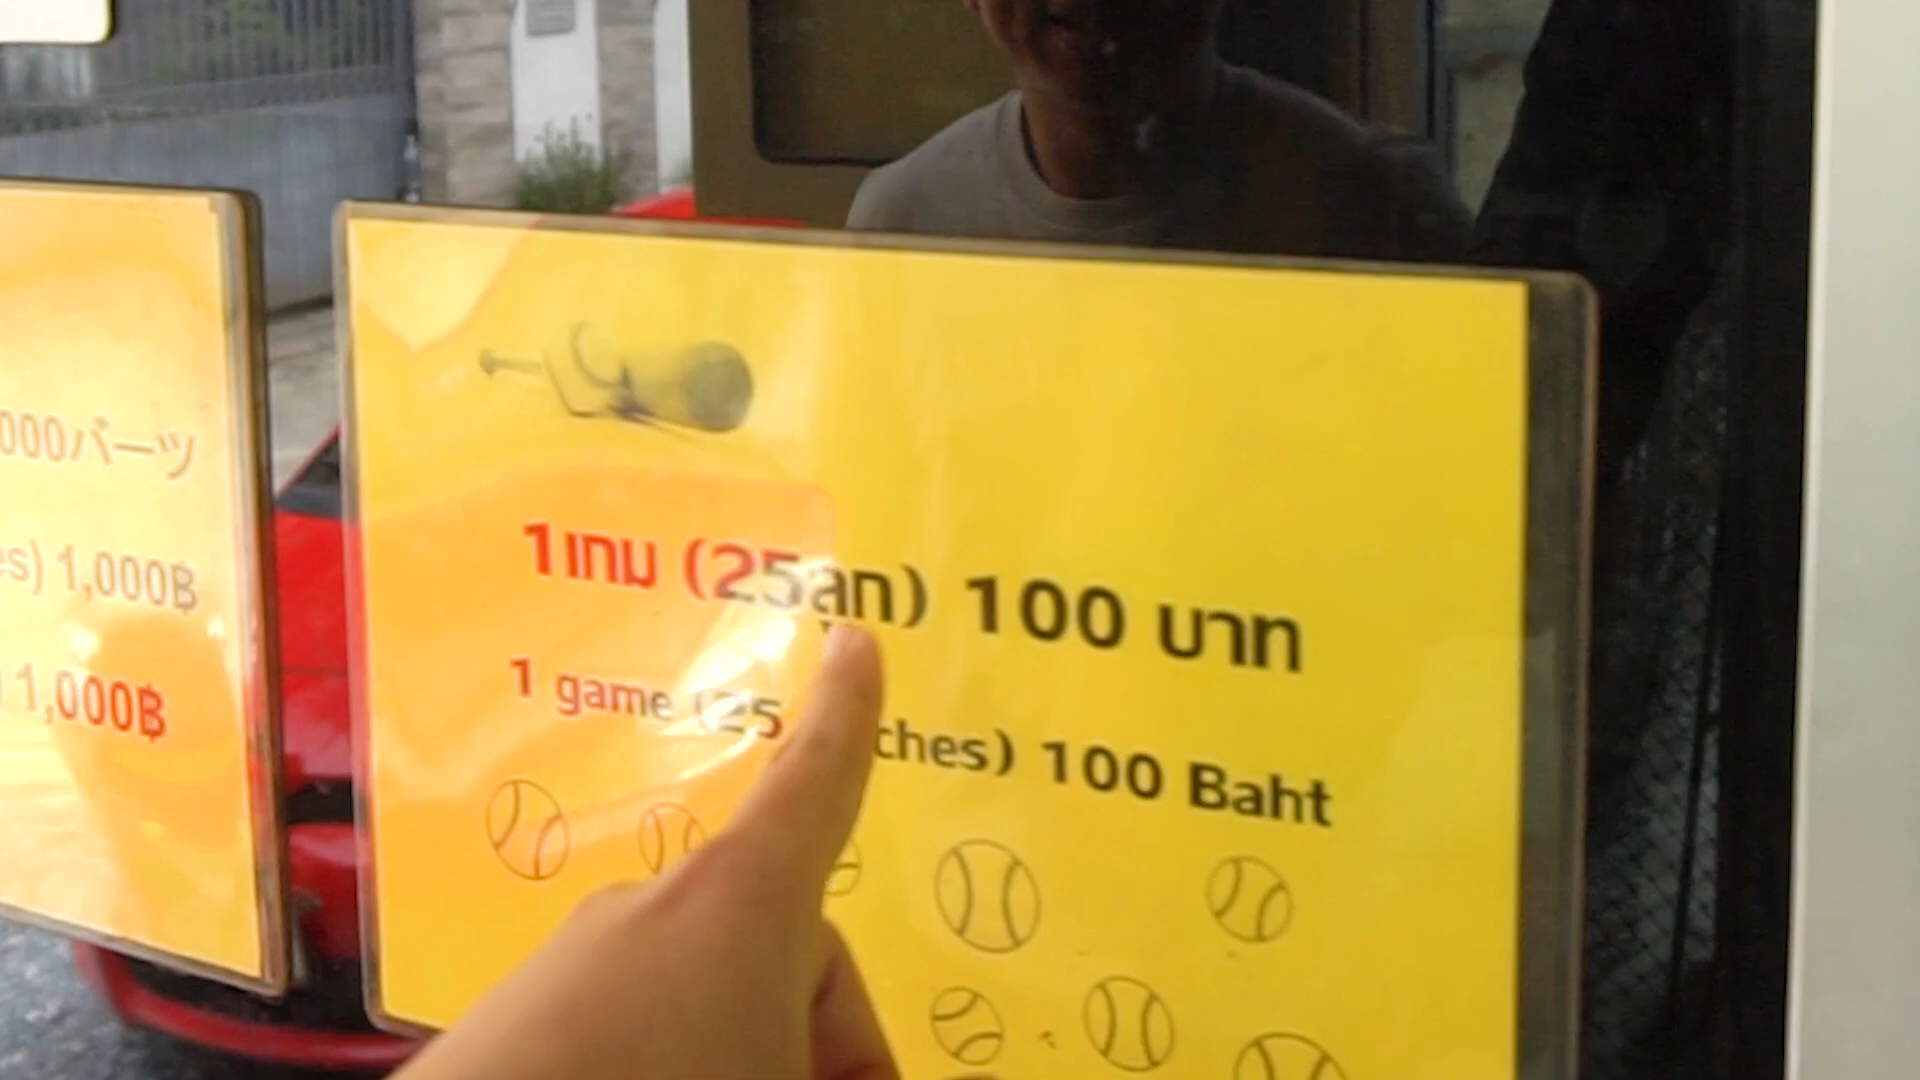 000バーツ
es) 1,000฿
1,000฿
1เกม (25ลูก) 100 บาท
1 game (25 ches) 100 Baht